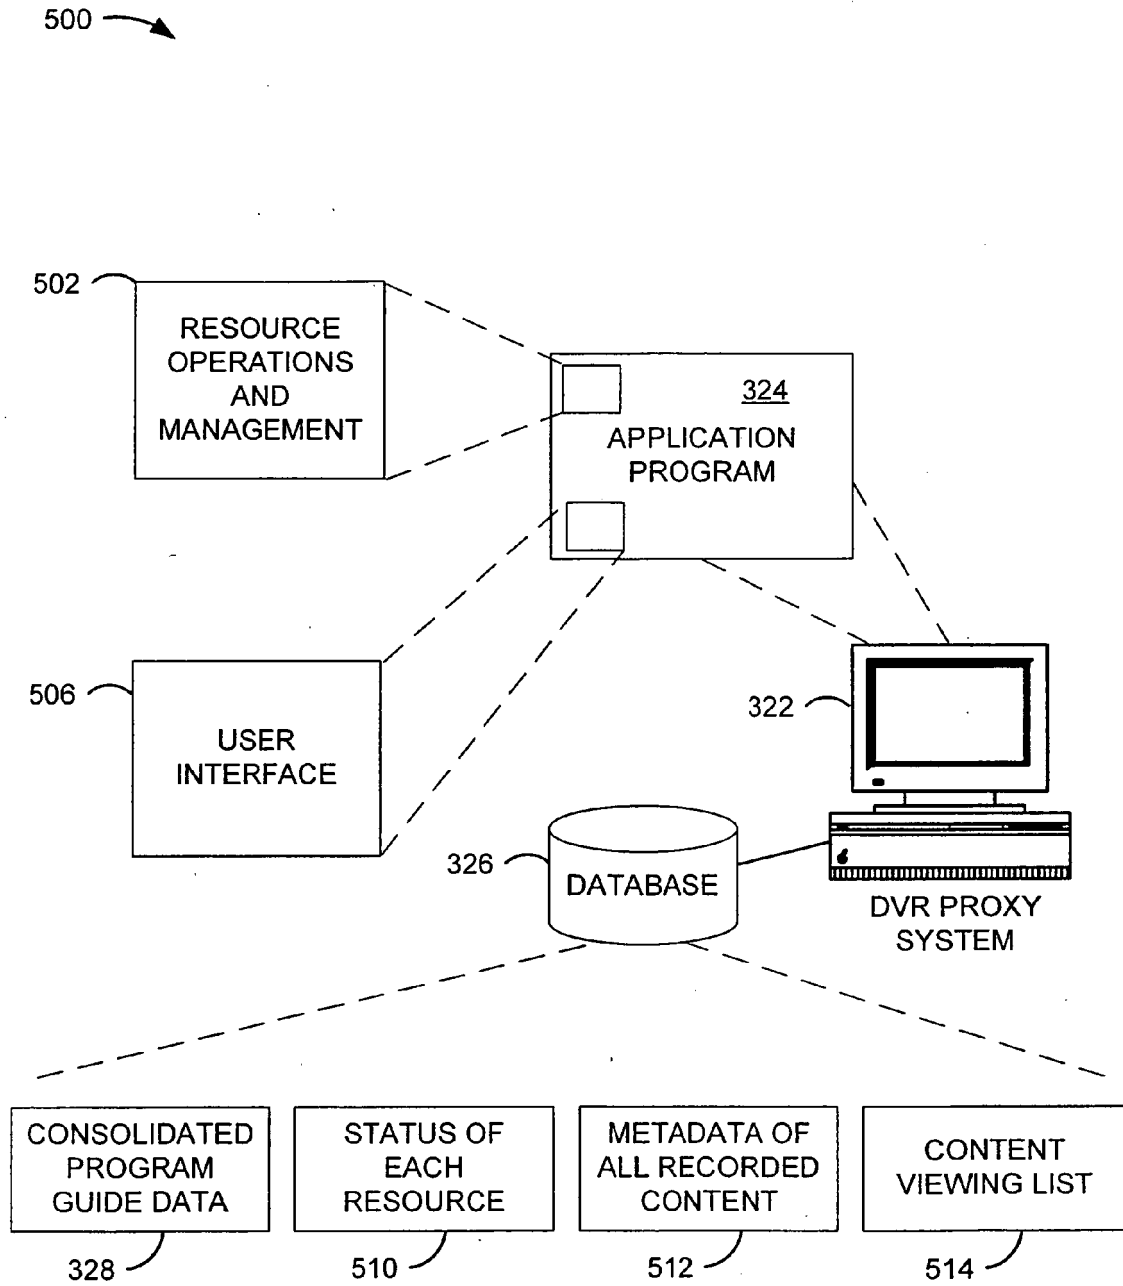 500
502
RESOURCE
OPERATIONS
AND
MANAGEMENT
324
APPLICATION
PROGRAM
506
USER
INTERFACE
322
326
DATABASE
DVR PROXY
SYSTEM
CONSOLIDATED
PROGRAM
GUIDE DATA
STATUS OF
EACH
RESOURCE
METADATA OF
ALL RECORDED
CONTENT
CONTENT
VIEWING LIST
328
510
512
514